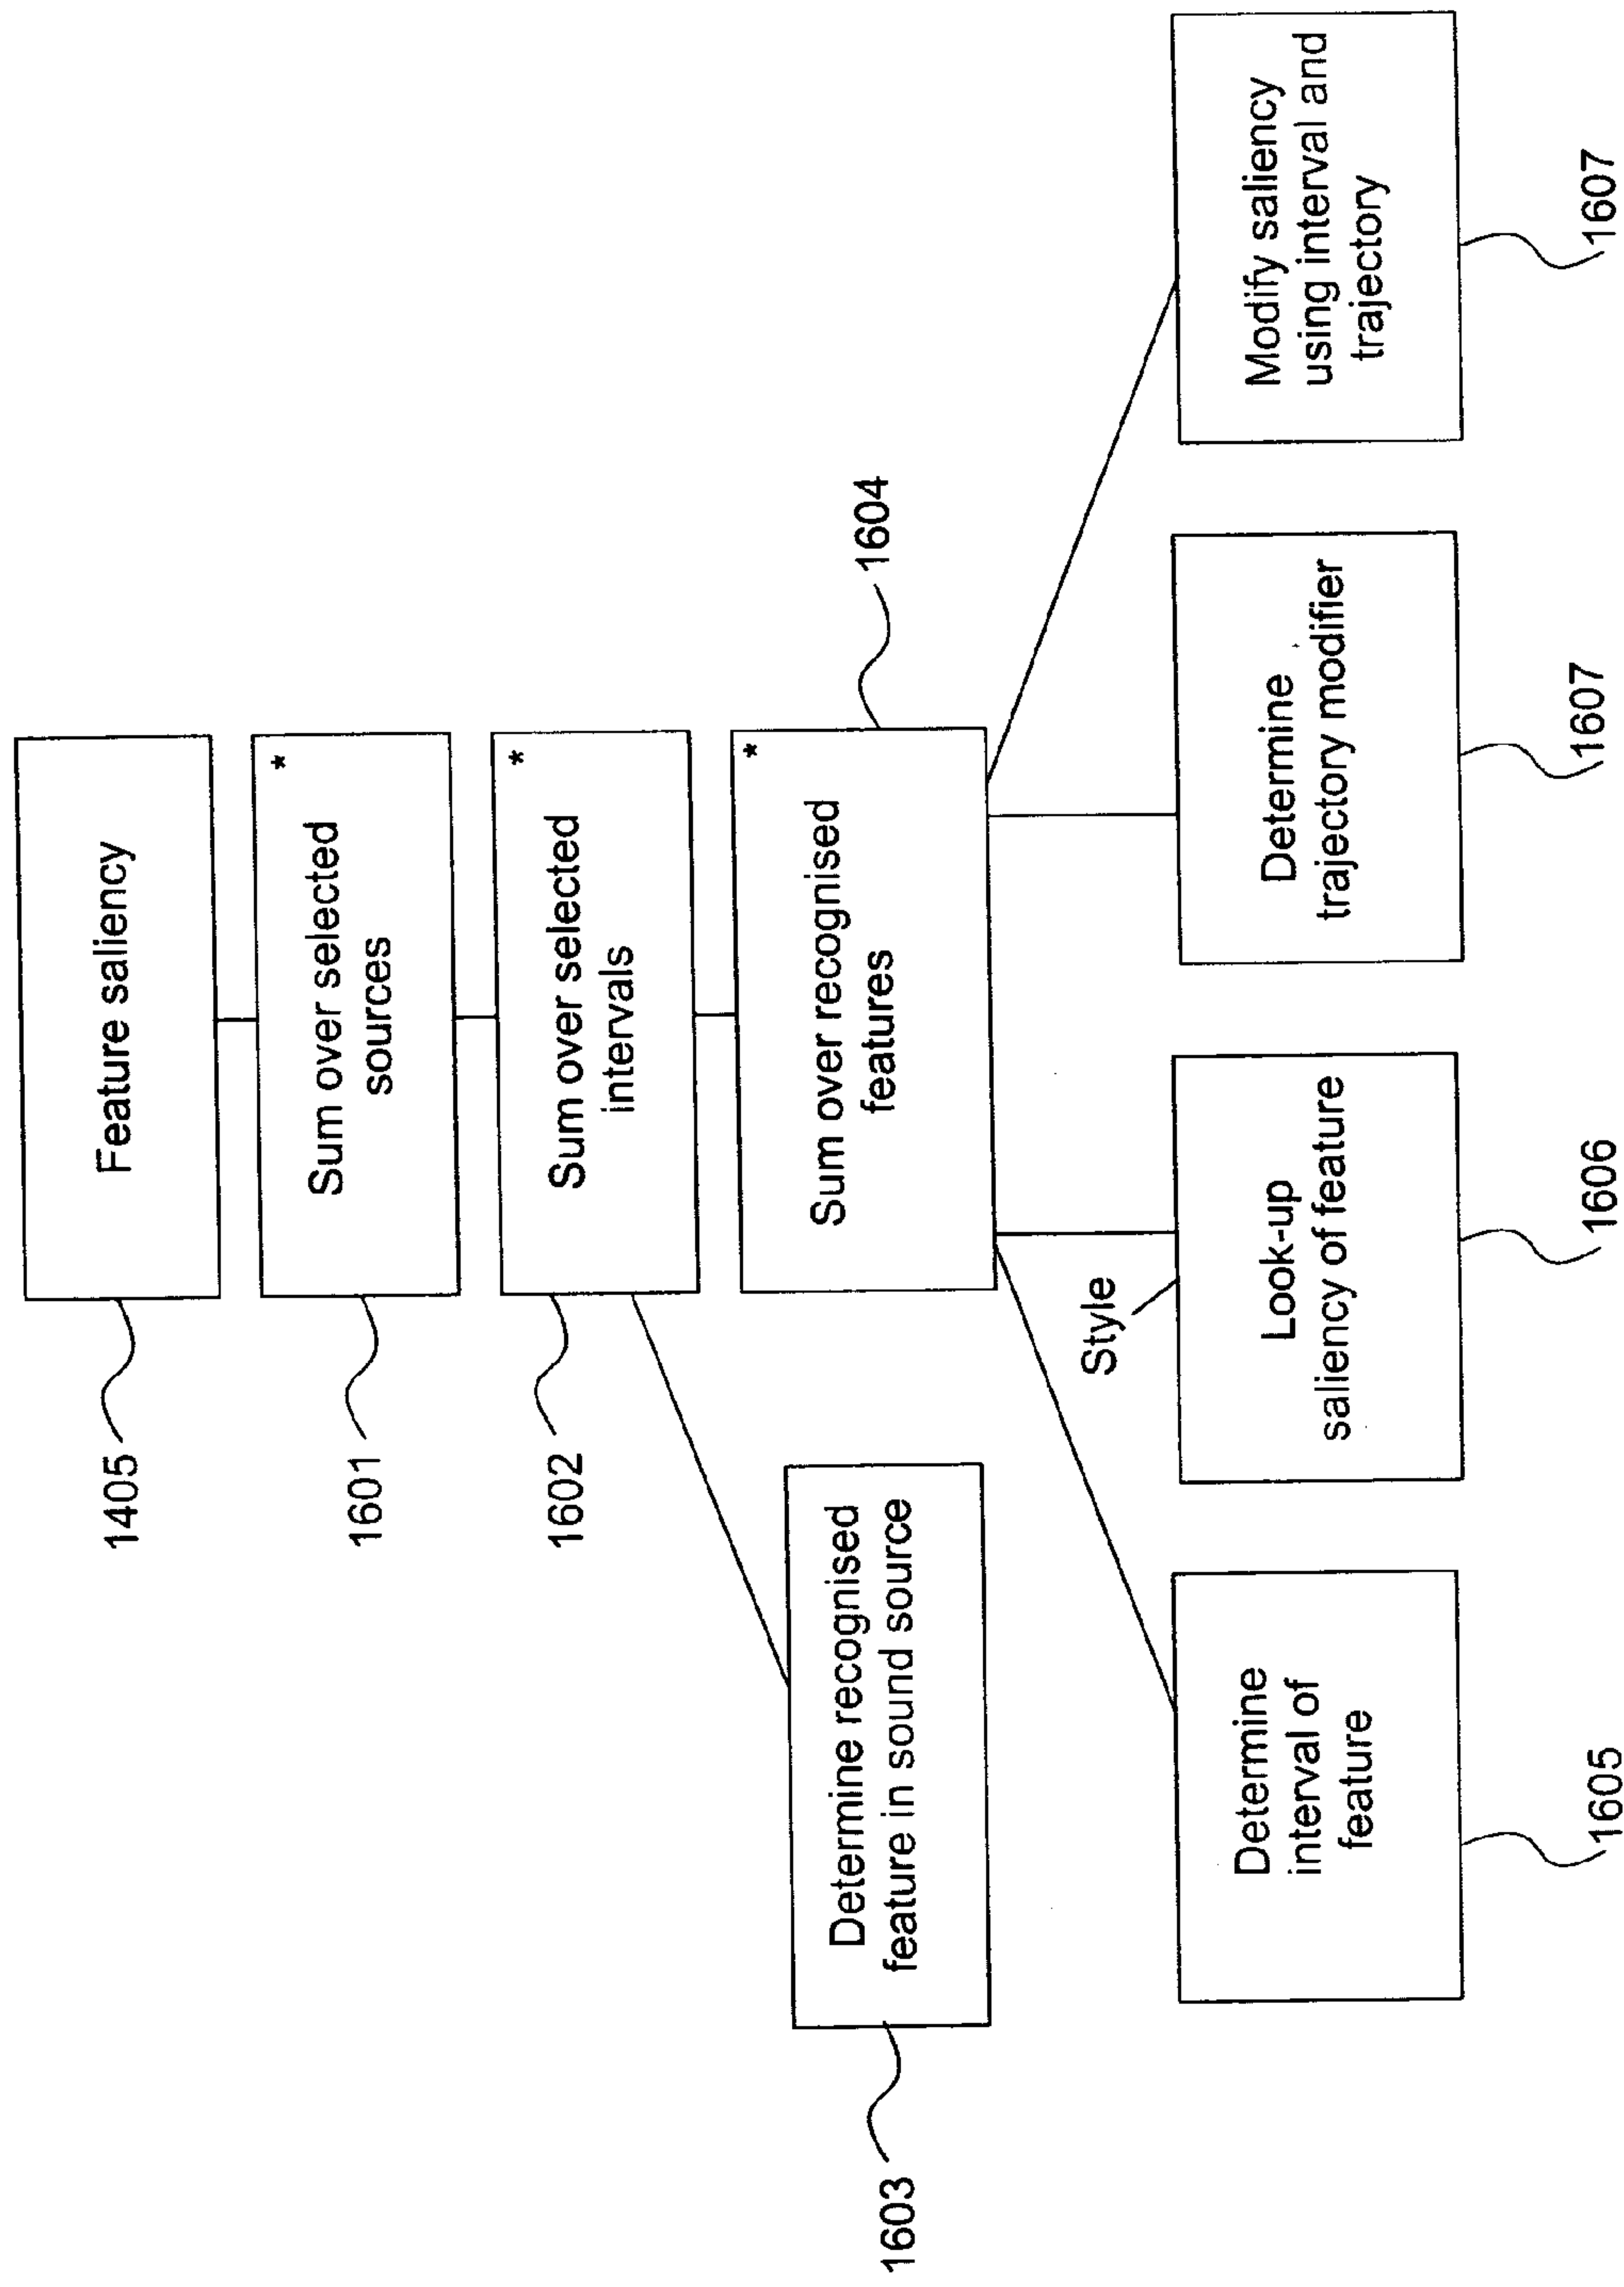 Feature saliency
1405
*
Sum over selected
sources
1601
*
Sum over selected
intervals
1602
*
Sum over recognised
features
1604
Determine recognised
feature in sound source
1603
Style
Determine
interval of
feature
1605
Look-up
saliency of feature
1606
Determine
trajectory modifier
1607
Modify saliency
using interval and
trajectory
1607